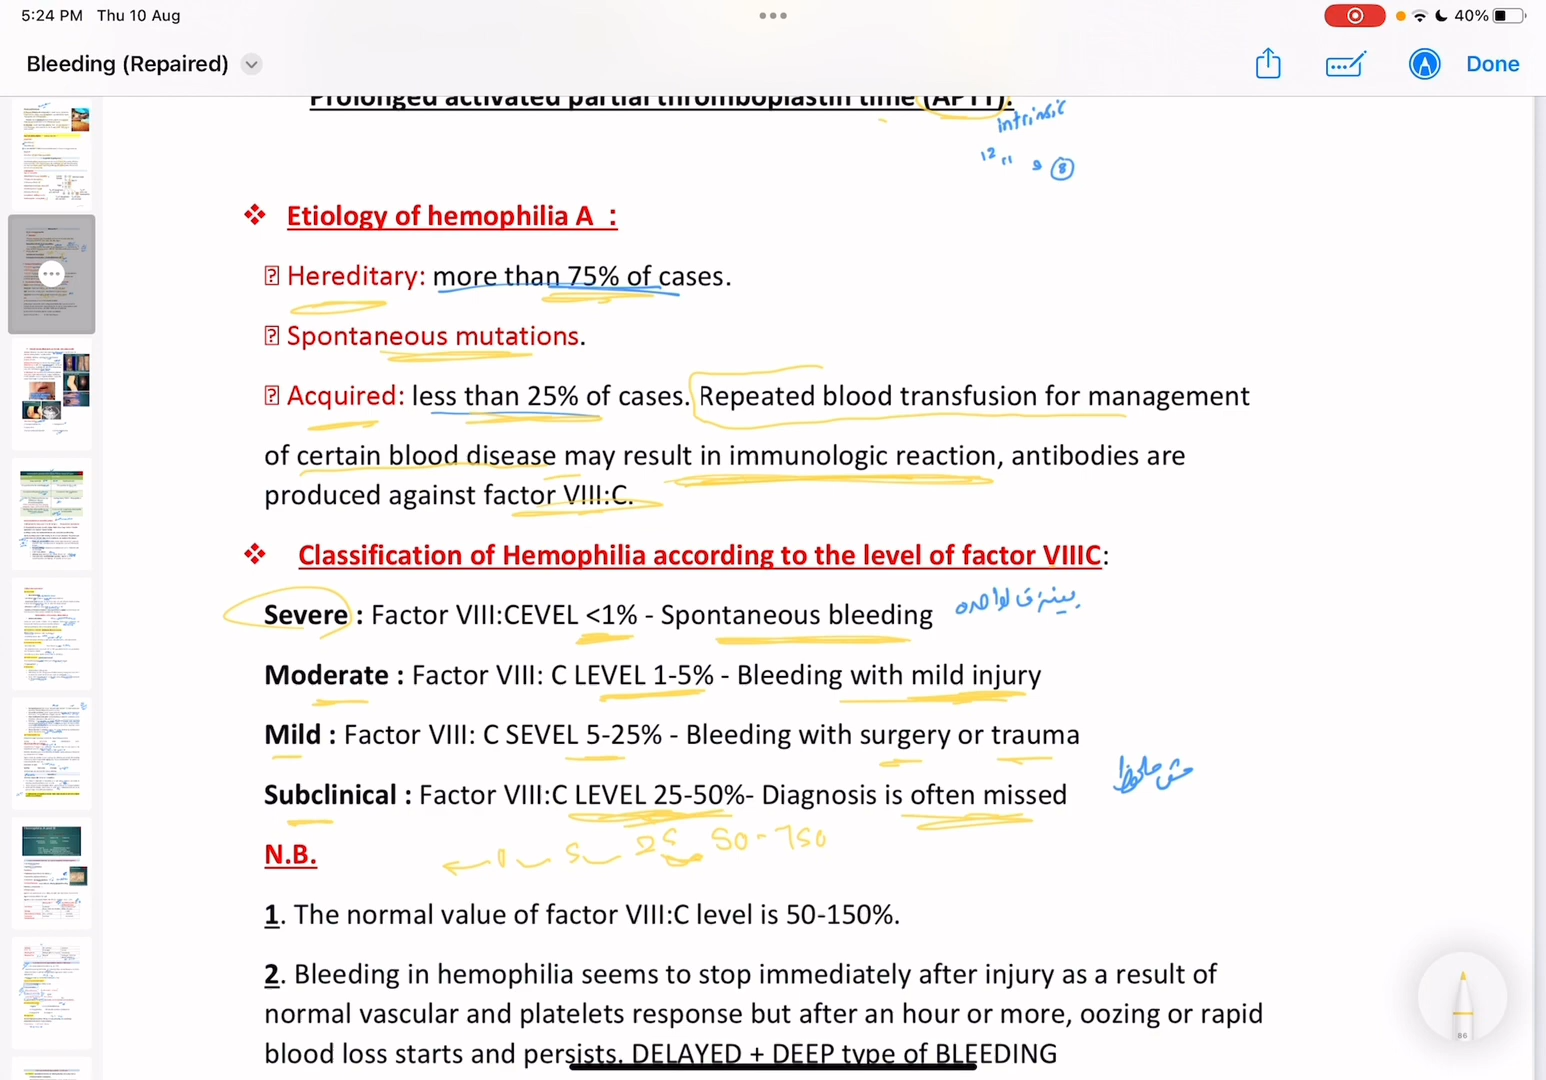 5:24 PM Thu 10 Aug
40%
Bleeding (Repaired)
Done
Prolonged activated partial thromboplastin time (APTT).
intrinsic
12 11 9 8
❖ Etiology of hemophilia A :
Hereditary: more than 75% of cases.
Spontaneous mutations.
Acquired: less than 25% of cases. Repeated blood transfusion for management
of certain blood disease may result in immunologic reaction, antibodies are
produced against factor VIII:C.
❖ Classification of Hemophilia according to the level of factor VIIIC:
Severe : Factor VIII:CEVEL <1% - Spontaneous bleeding
بينزف لوحده
Moderate : Factor VIII: C LEVEL 1-5% - Bleeding with mild injury
Mild : Factor VIII: C SEVEL 5-25% - Bleeding with surgery or trauma
Subclinical : Factor VIII:C LEVEL 25-50%- Diagnosis is often missed
1 5 25 50-150
N.B.
1. The normal value of factor VIII:C level is 50-150%.
2. Bleeding in hemophilia seems to stop immediately after injury as a result of
normal vascular and platelets response but after an hour or more, oozing or rapid
blood loss starts and persists. DELAYED + DEEP type of BLEEDING
86